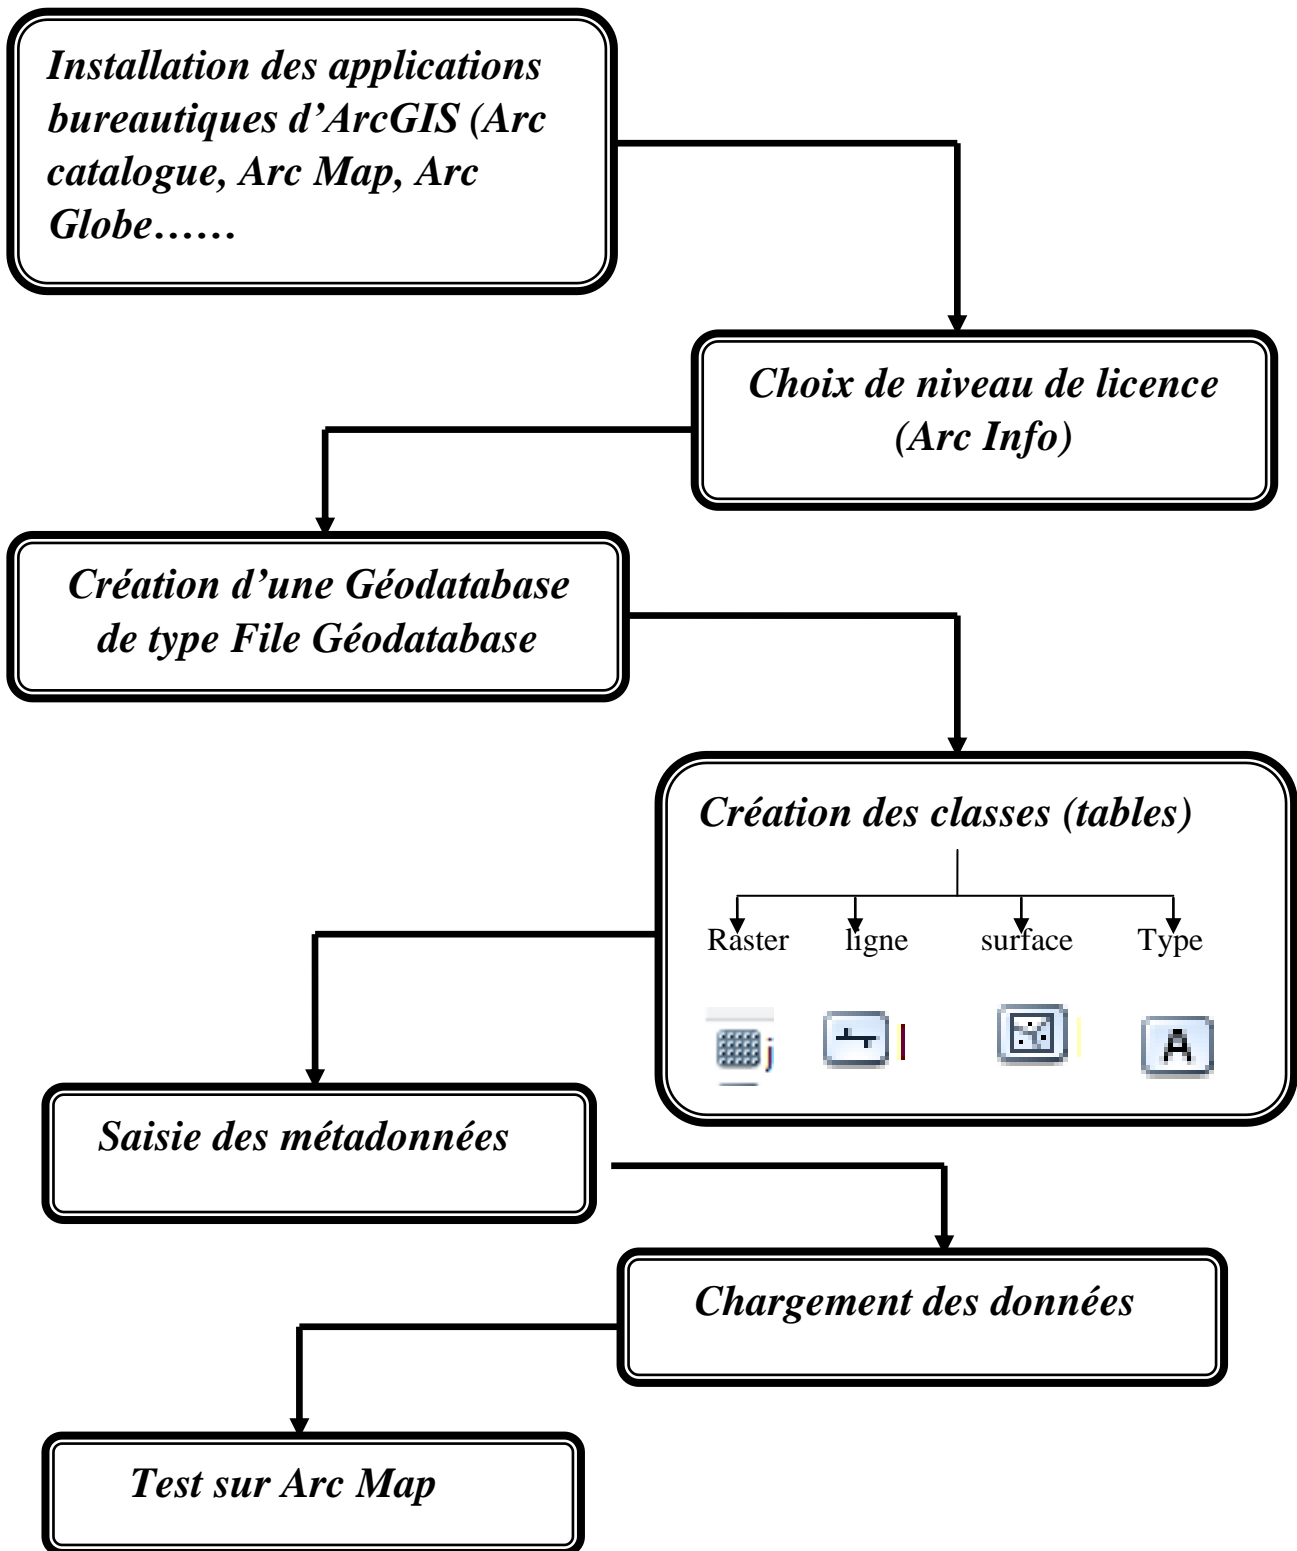 Installation des applications
bureautiques d’ArcGIS (Arc
catalogue, Arc Map, Arc
Globe……
Choix de niveau de licence
(Arc Info)
Création d’une Géodatabase
de type File Géodatabase
Création des classes (tables)
Raster ligne surface Type
j A
Saisie des métadonnées
Chargement des données
Test sur Arc Map